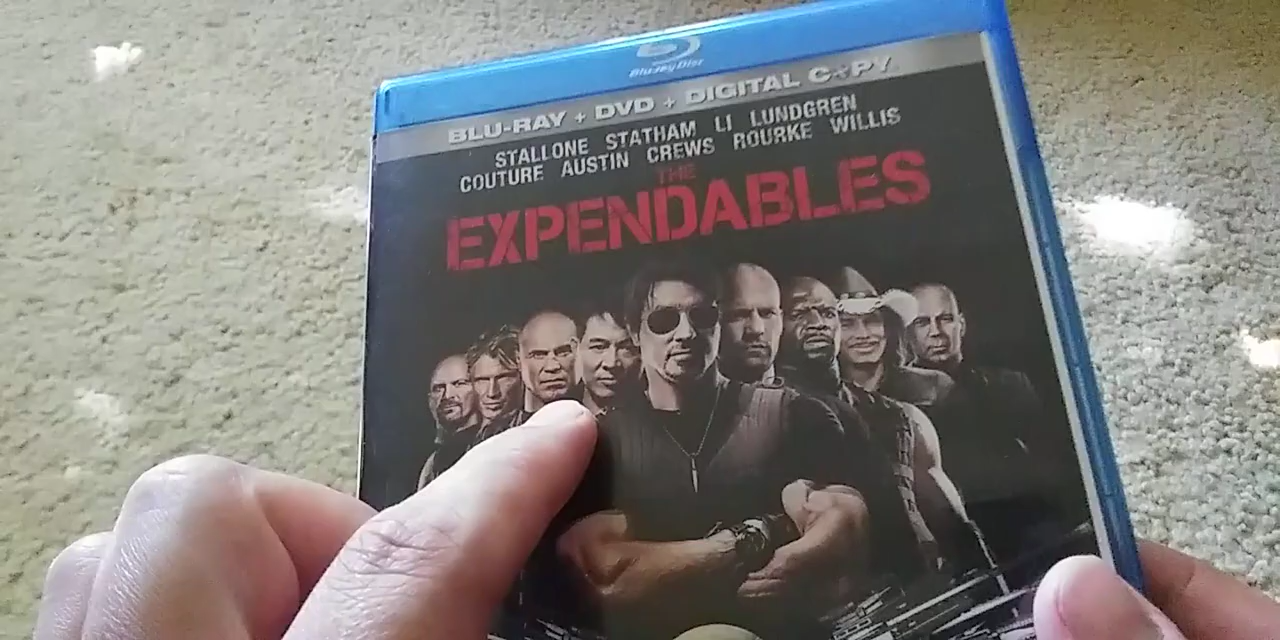 Blu-ray Disc
BLU-RAY + DVD + DIGITAL COPY
STALLONE STATHAM LI LUNDGREN
COUTURE AUSTIN CREWS ROURKE WILLIS
THE
EXPENDABLES